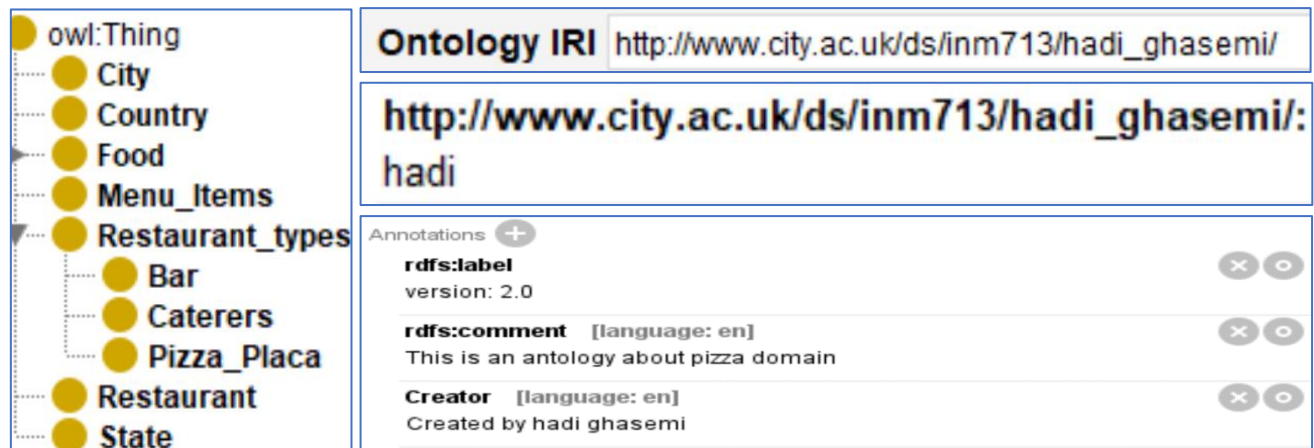 owl:Thing
City
Country
Food
Menu_Items
Restaurant_types
Bar
Caterers
Pizza_Placa
Restaurant
State
Ontology IRI http://www.city.ac.uk/ds/inm713/hadi_ghasemi/
http://www.city.ac.uk/ds/inm713/hadi_ghasemi/:
hadi
Annotations
rdfs:label
version: 2.0
rdfs:comment [language: en]
This is an antology about pizza domain
Creator [language: en]
Created by hadi ghasemi